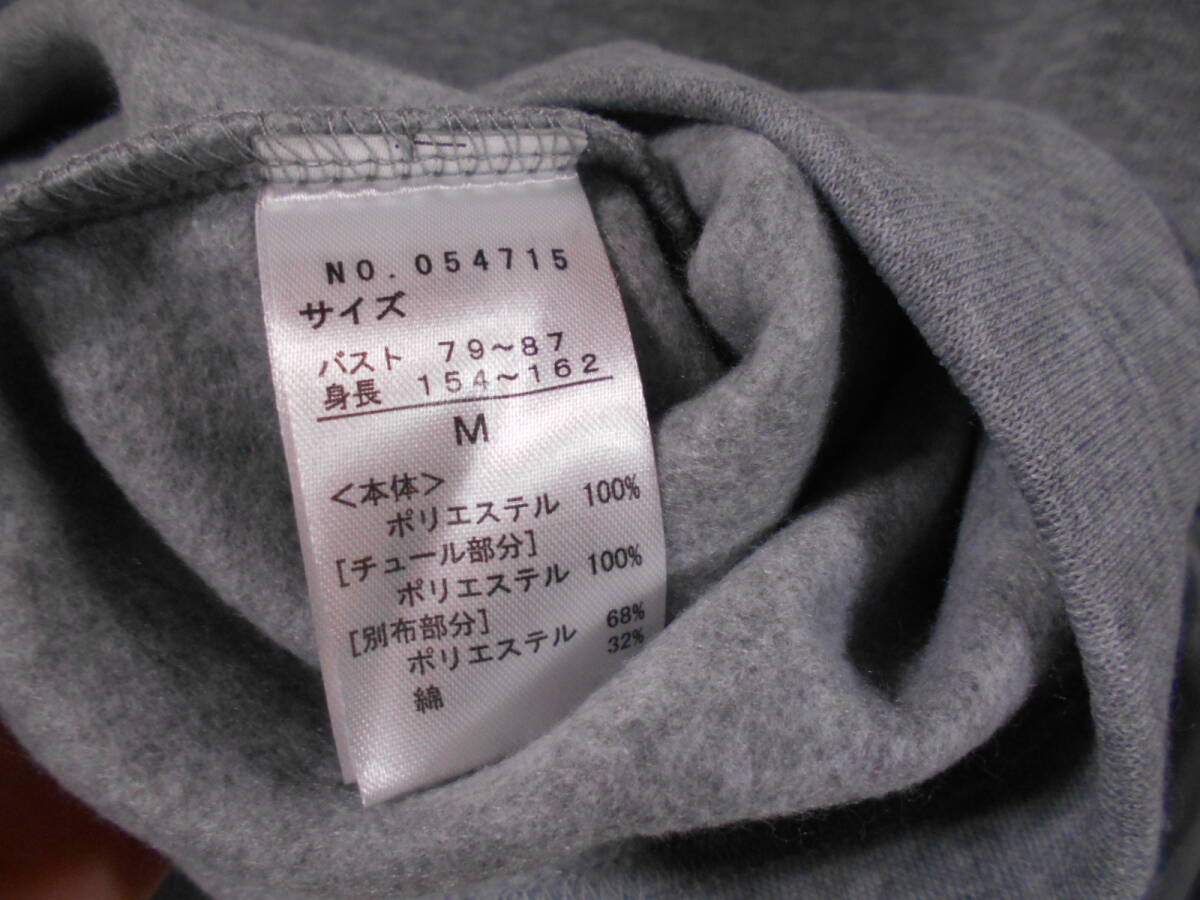 NO.054715
サイズ
バスト 79～87
身長 154～162
M
＜本体＞
ポリエステル 100%
[チュール部分]
ポリエステル 100%
[別布部分]
ポリエステル 68%
綿 32%